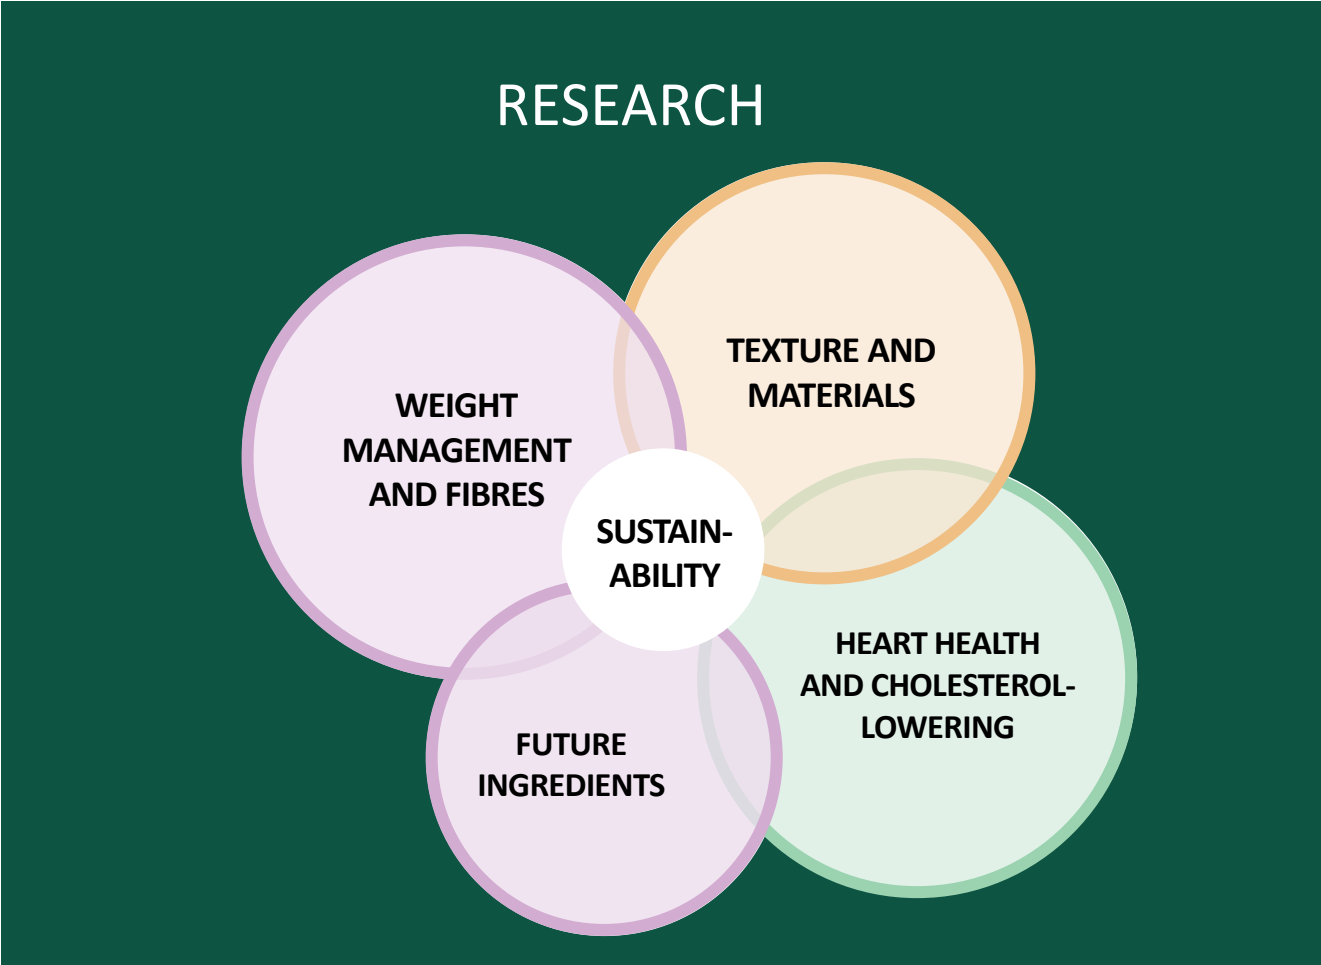 RESEARCH
TEXTURE AND
MATERIALS
WEIGHT
MANAGEMENT
AND FIBRES
SUSTAIN-
ABILITY
HEART HEALTH
AND CHOLESTEROL-
LOWERING
FUTURE
INGREDIENTS